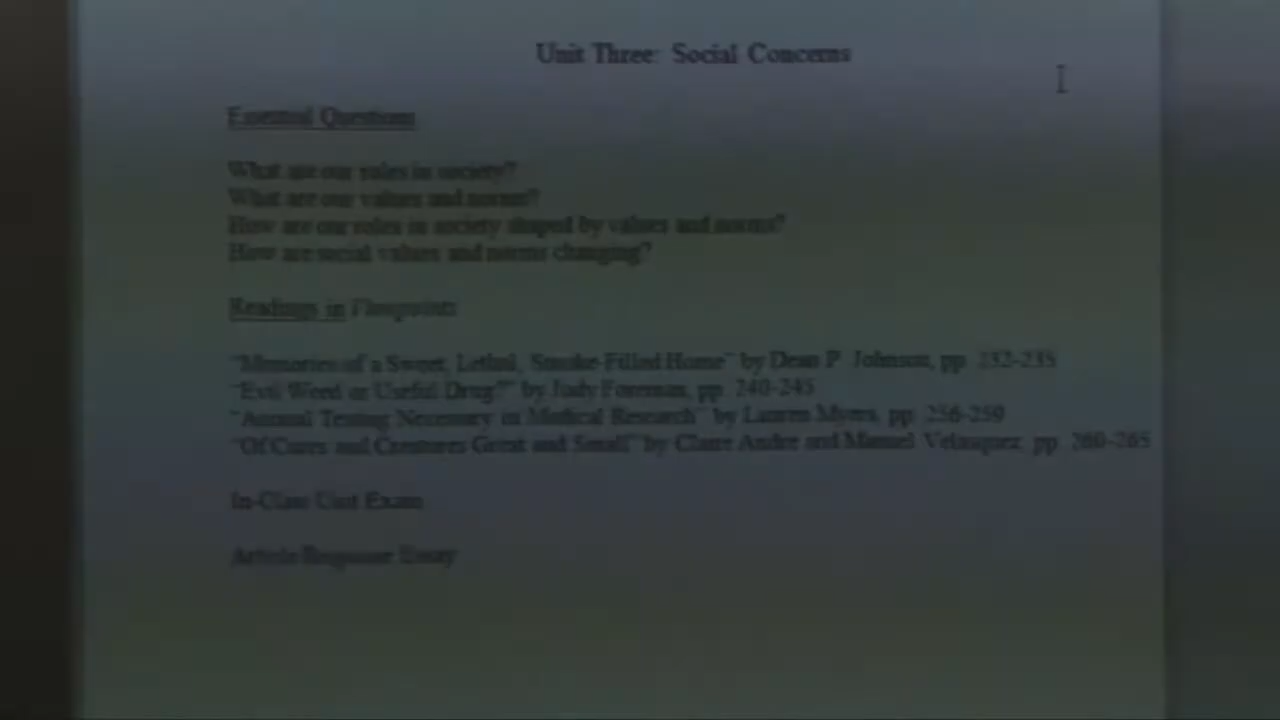 Unit Three: Social Concerns
Essential Questions
What are our roles in society?
What are our values and norms?
How are our roles in society shaped by values and norms?
How are social values and norms changing?
Readings in Viewpoints
"Memories of a Sweet, Lethal, Smoke-Filled Home" by Dean P. Johnson, pp. 232-235
"Evil Weed or Useful Drug?" by Judy Foreman, pp. 240-245
"Animal Testing Necessary in Medical Research" by Lauren Myers, pp. 256-259
"Of Cures and Creatures Great and Small" by Claire Andre and Manuel Velasquez, pp. 260-265
In-Class Unit Exam
Article Response Essay